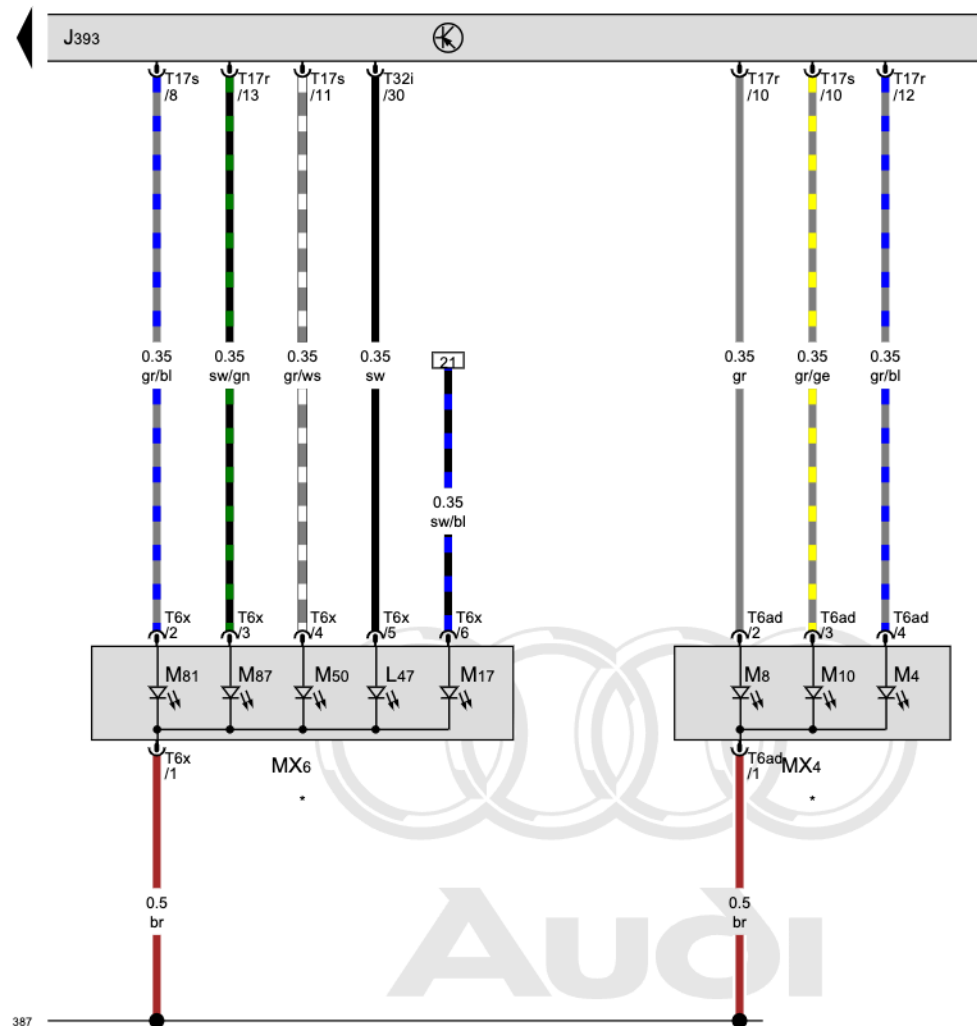 J393
T17s T17r T17s T32i T17r T17s T17r
/8 /13 /11 /30 /10 /10 /12
0.35 0.35 0.35 0.35 21 0.35 0.35 0.35
gr/bl sw/gn gr/ws sw gr gr/ge gr/bl
0.35
sw/bl
T6x T6x T6x T6x T6x T6ad T6ad T6ad
/2 /3 /4 /5 /6 /2 /3 /4
M81 M87 M50 L47 M17 M8 M10 M4
T6x T6ad
/1 MX6 /1 MX4
* *
0.5 0.5
br br
Audi
387